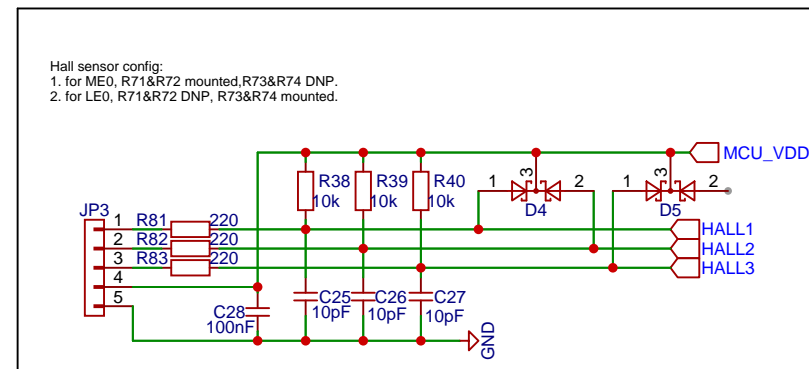 Hall sensor config:
1. for ME0, R71&R72 mounted,R73&R74 DNP.
2. for LE0, R71&R72 DNP, R73&R74 mounted.
MCU_VDD
3 3
R38 R39 R40
10k 10k 10k
1 2 1 2
D4 D5
JP3
1 R81 220 HALL1
2 R82 220 HALL2
3 R83 220 HALL3
4
5
C28 C25 C26 C27
100nF 10pF 10pF 10pF
GND